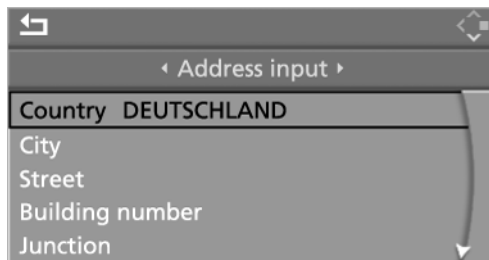 Address input
Country DEUTSCHLAND
City
Street
Building number
Junction